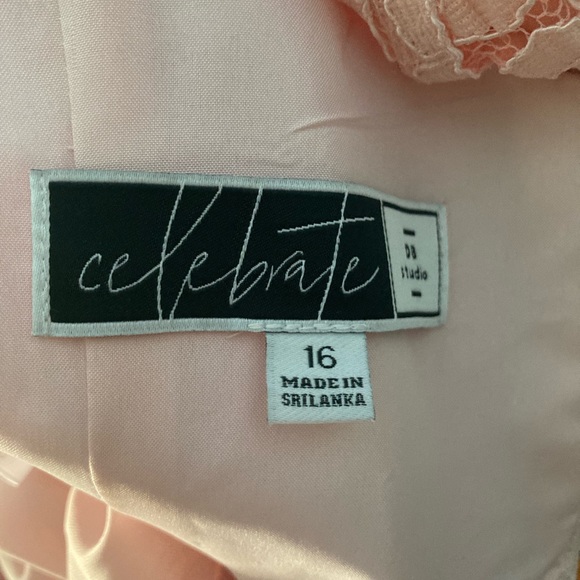 celebrate
DB
studio
16
MADE IN
SRILANKA